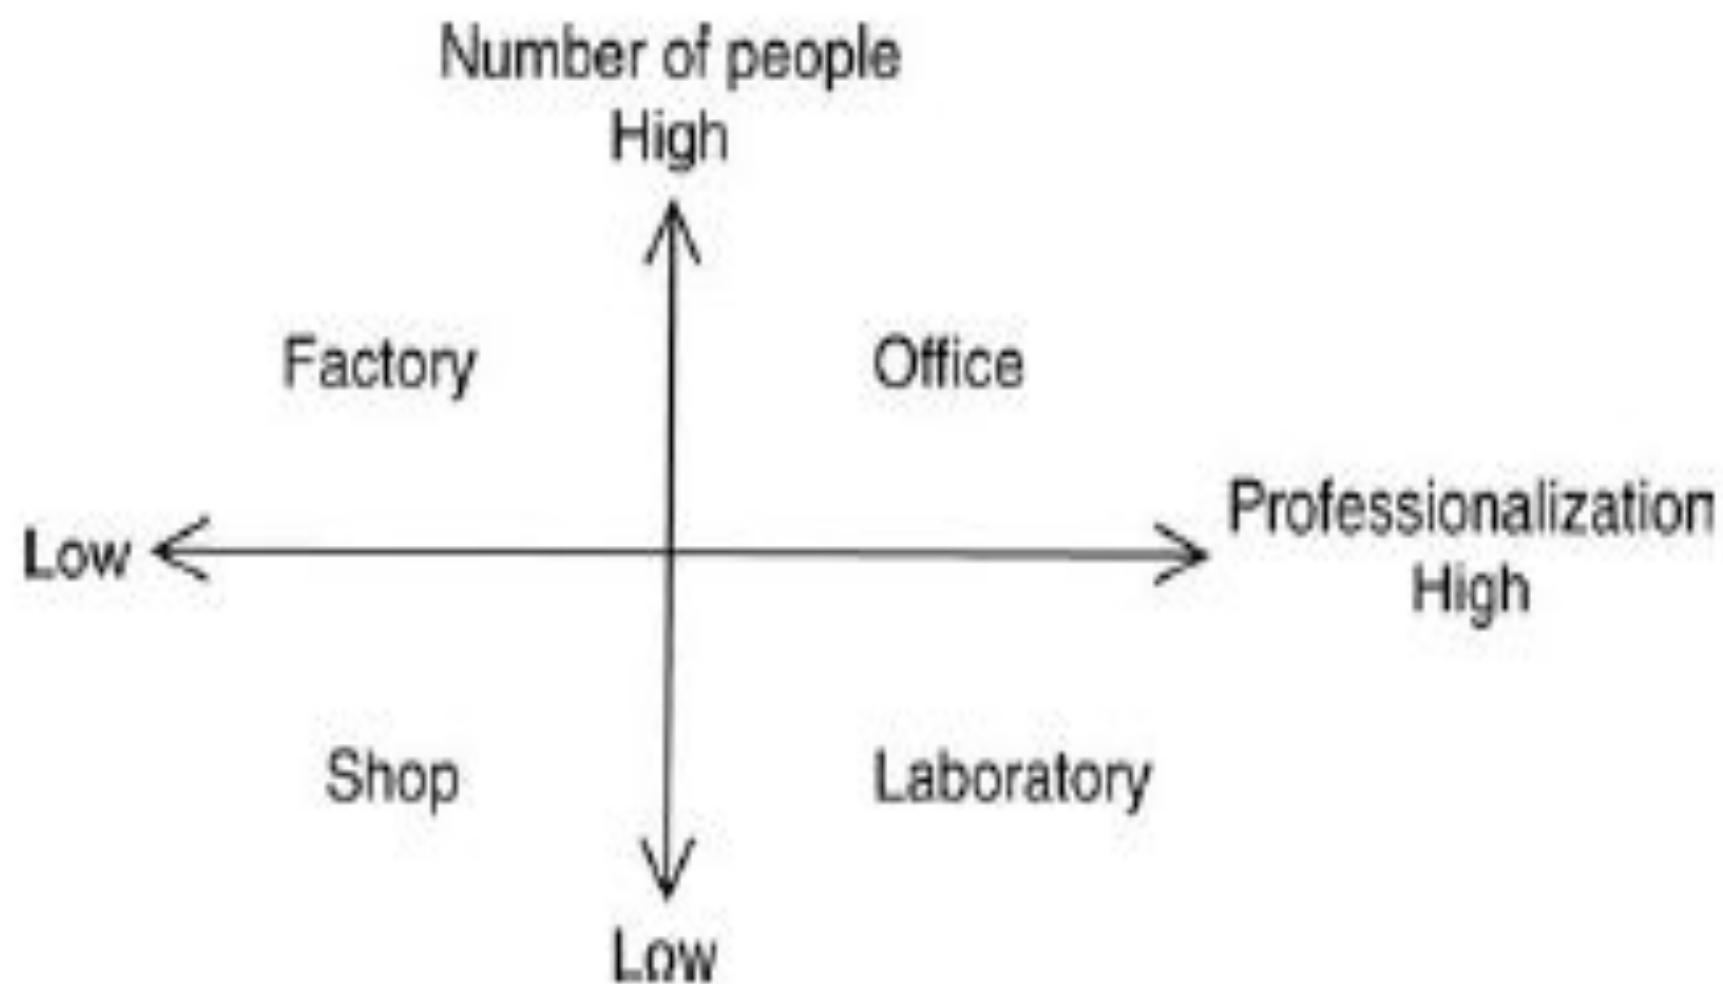 Number of people
High
Factory
Office
Low
Professionalization
High
Shop
Laboratory
Low